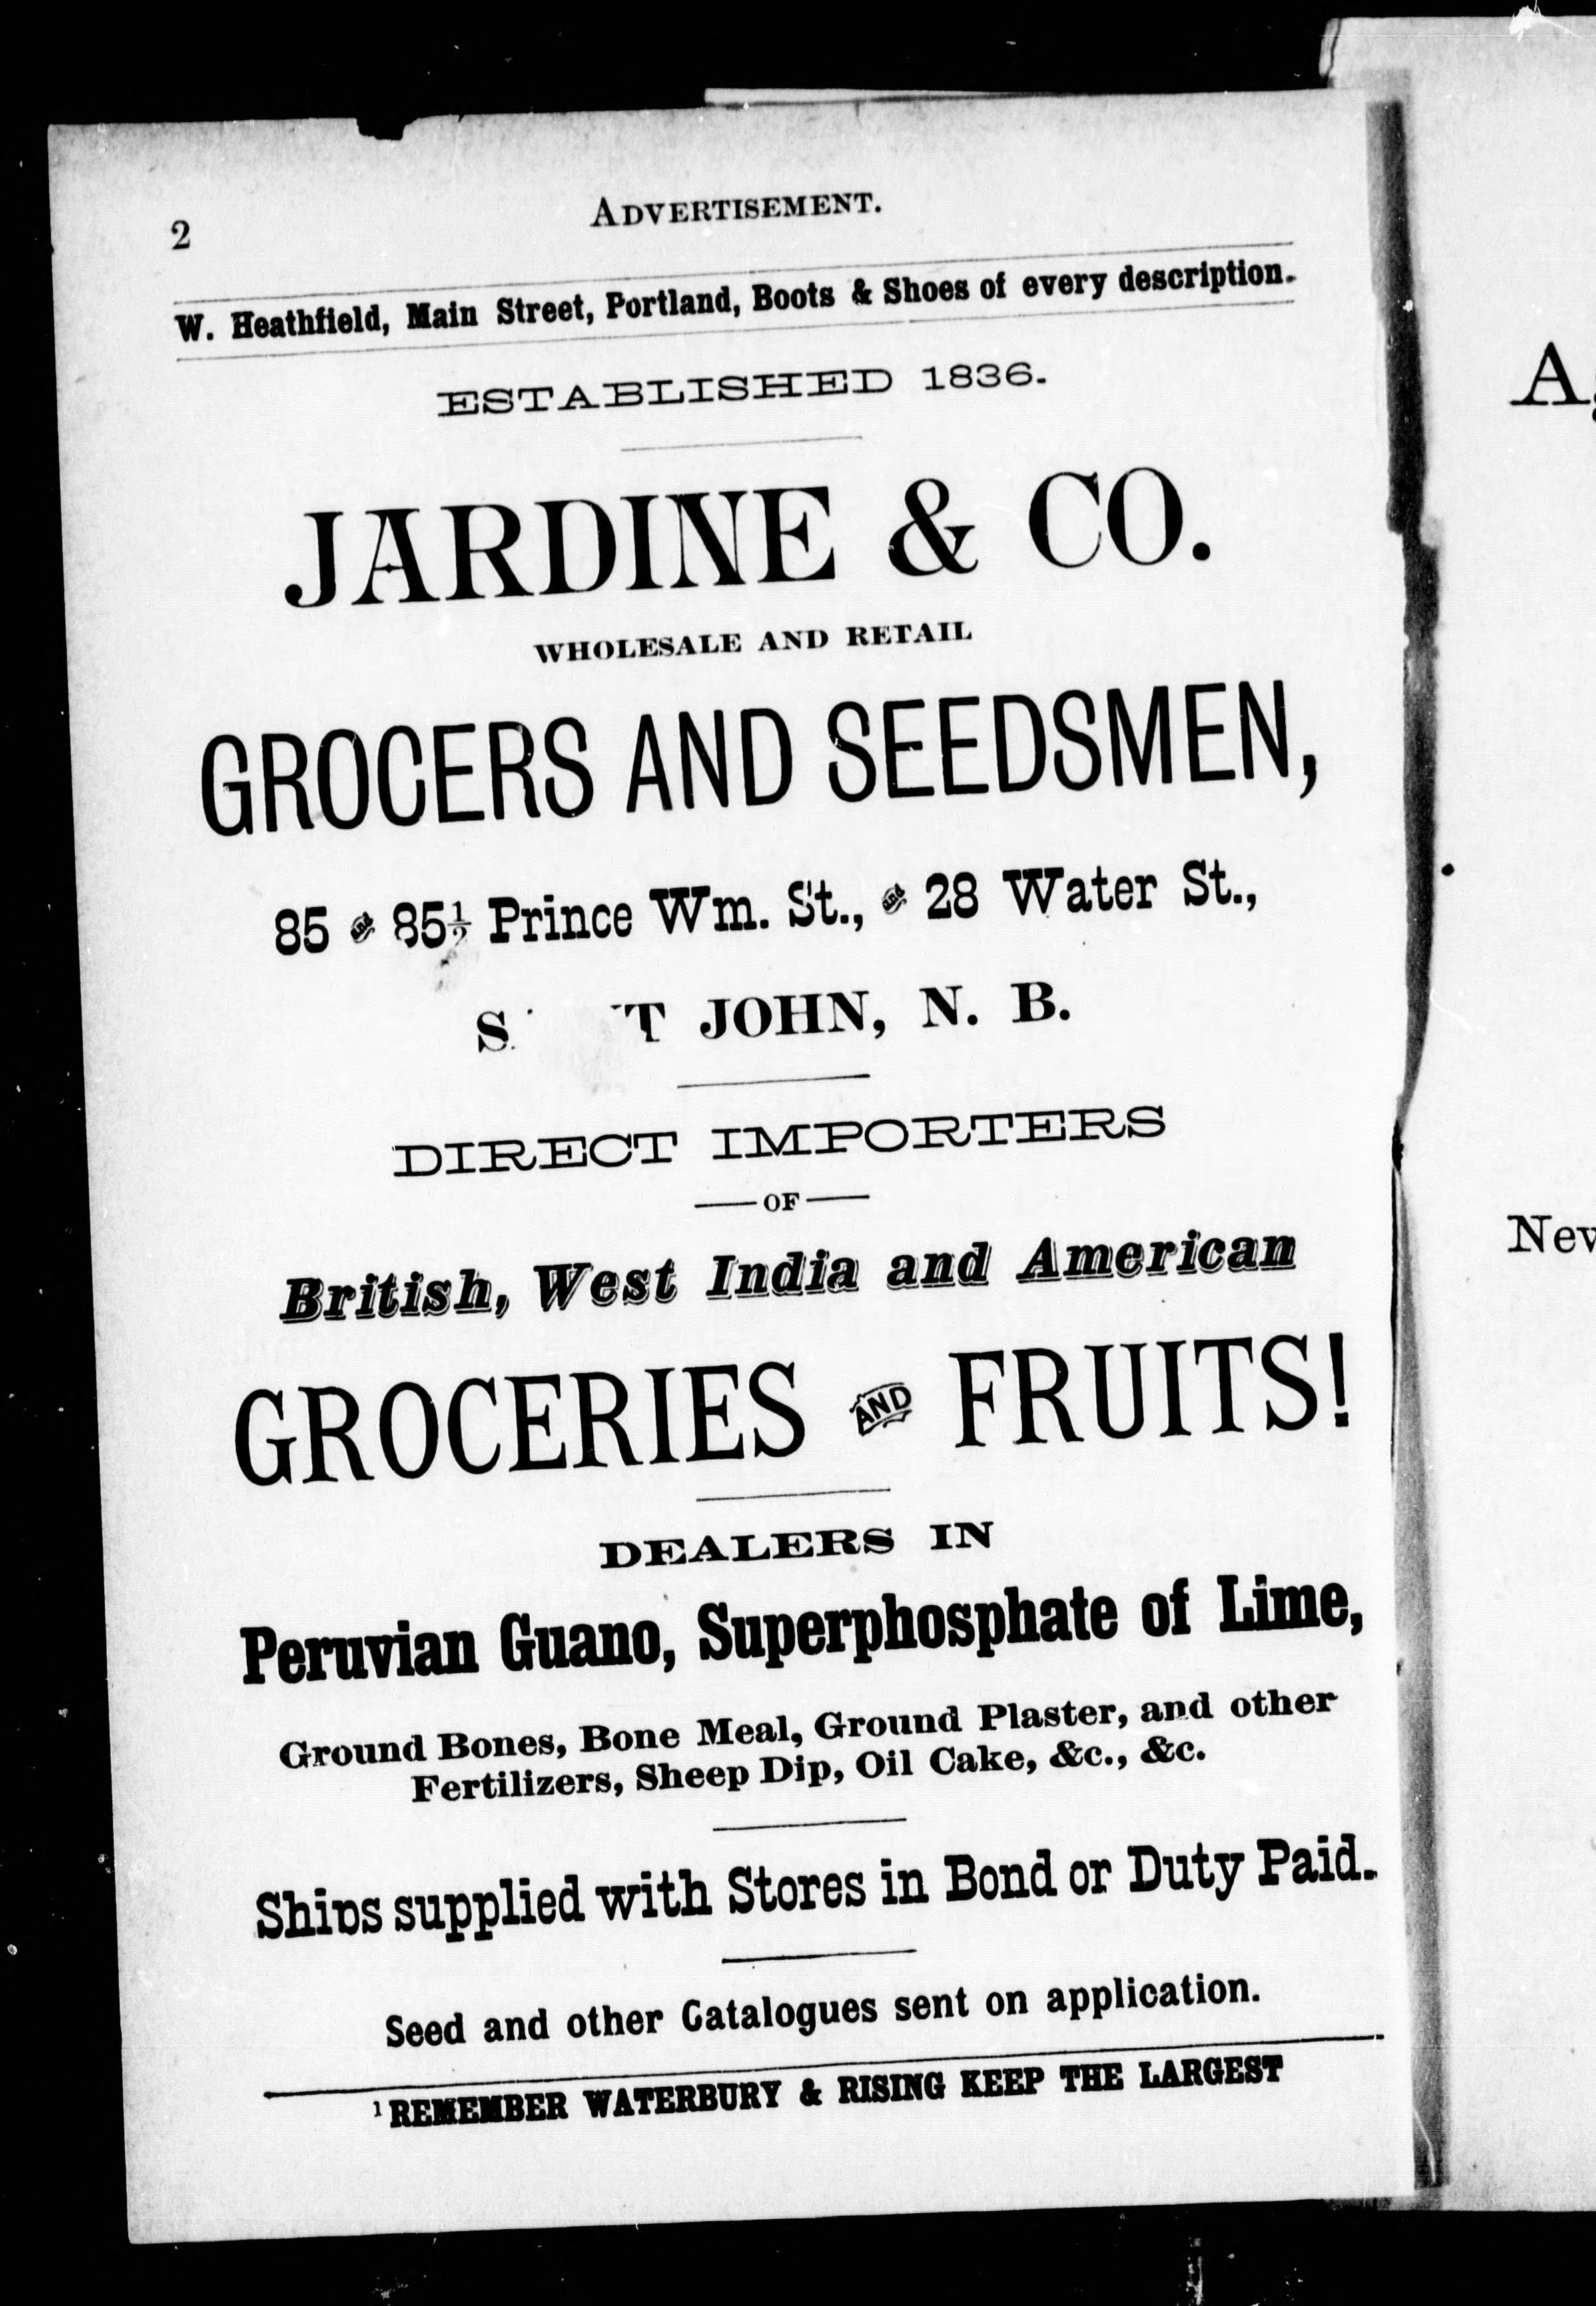 2
ADVERTISEMENT.
W. Heathfield, Main Street, Portland, Boots & Shoes of every description.
ESTABLISHED 1836.
JARDINE & CO.
WHOLESALE AND RETAIL
GROCERS AND SEEDSMEN,
85 & 85½ Prince Wm. St., & 28 Water St.,
JOHN, N. B.
DIRECT IMPORTERS
OF
British, West India and American
GROCERIES AND FRUITS!
DEALERS IN
Peruvian Guano, Superphosphate of Lime,
Ground Bones, Bone Meal, Ground Plaster, and other
Fertilizers, Sheep Dip, Oil Cake, &c., &c.
Ships supplied with Stores in Bond or Duty Paid.
Seed and other Catalogues sent on application.
1 REMEMBER WATERBURY & RISING KEEP THE LARGEST